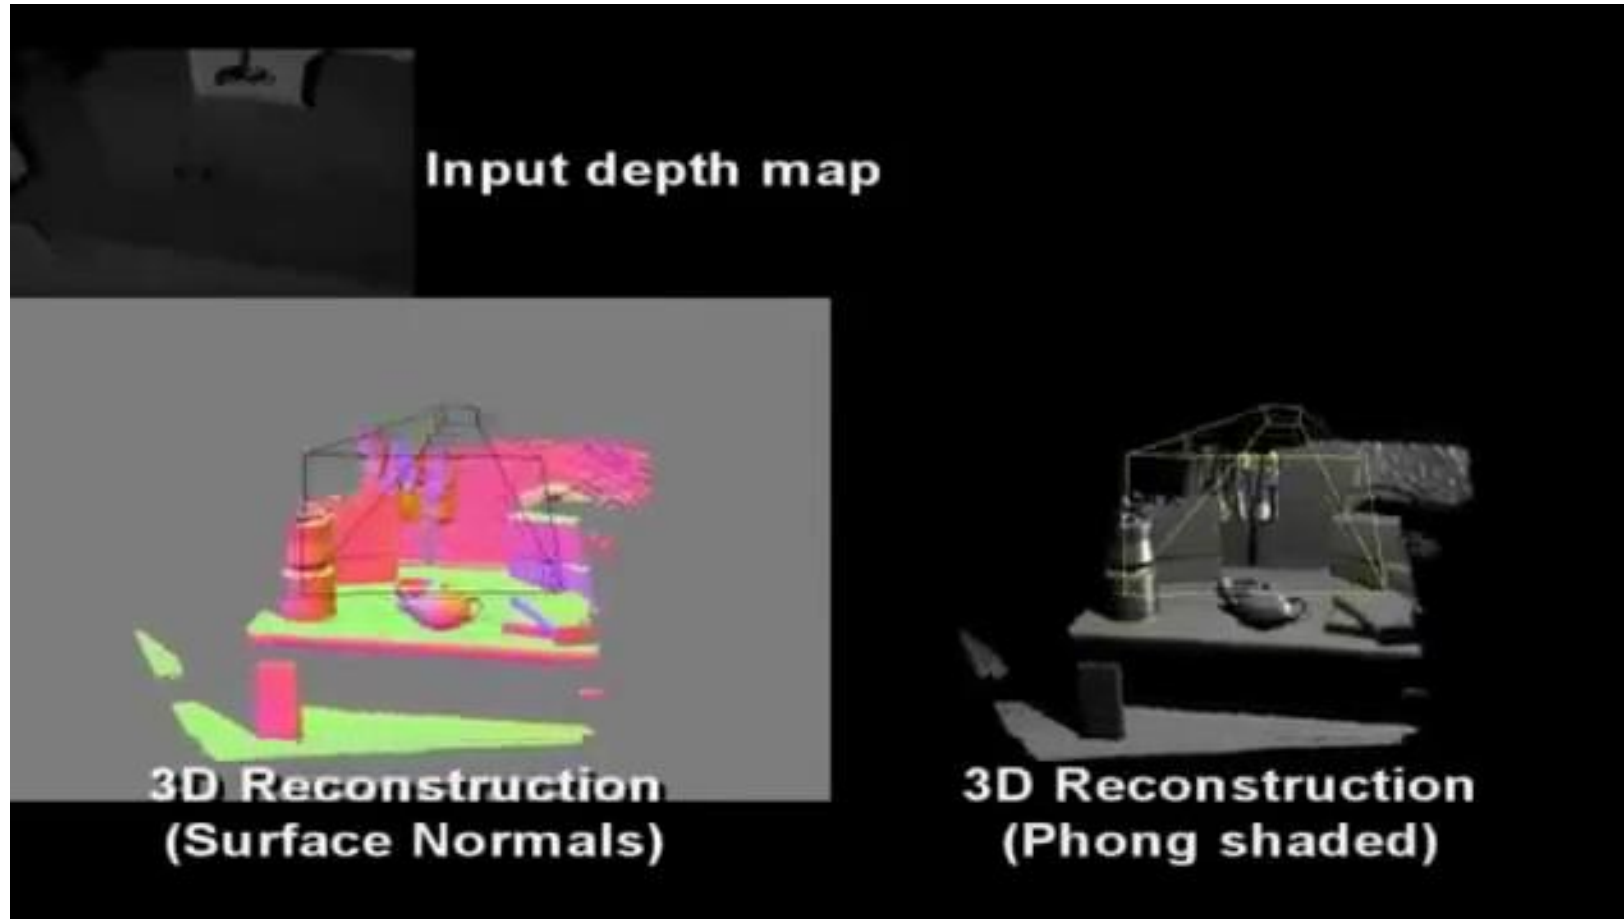 Input depth map
3D Reconstruction
(Surface Normals)
3D Reconstruction
(Phong shaded)